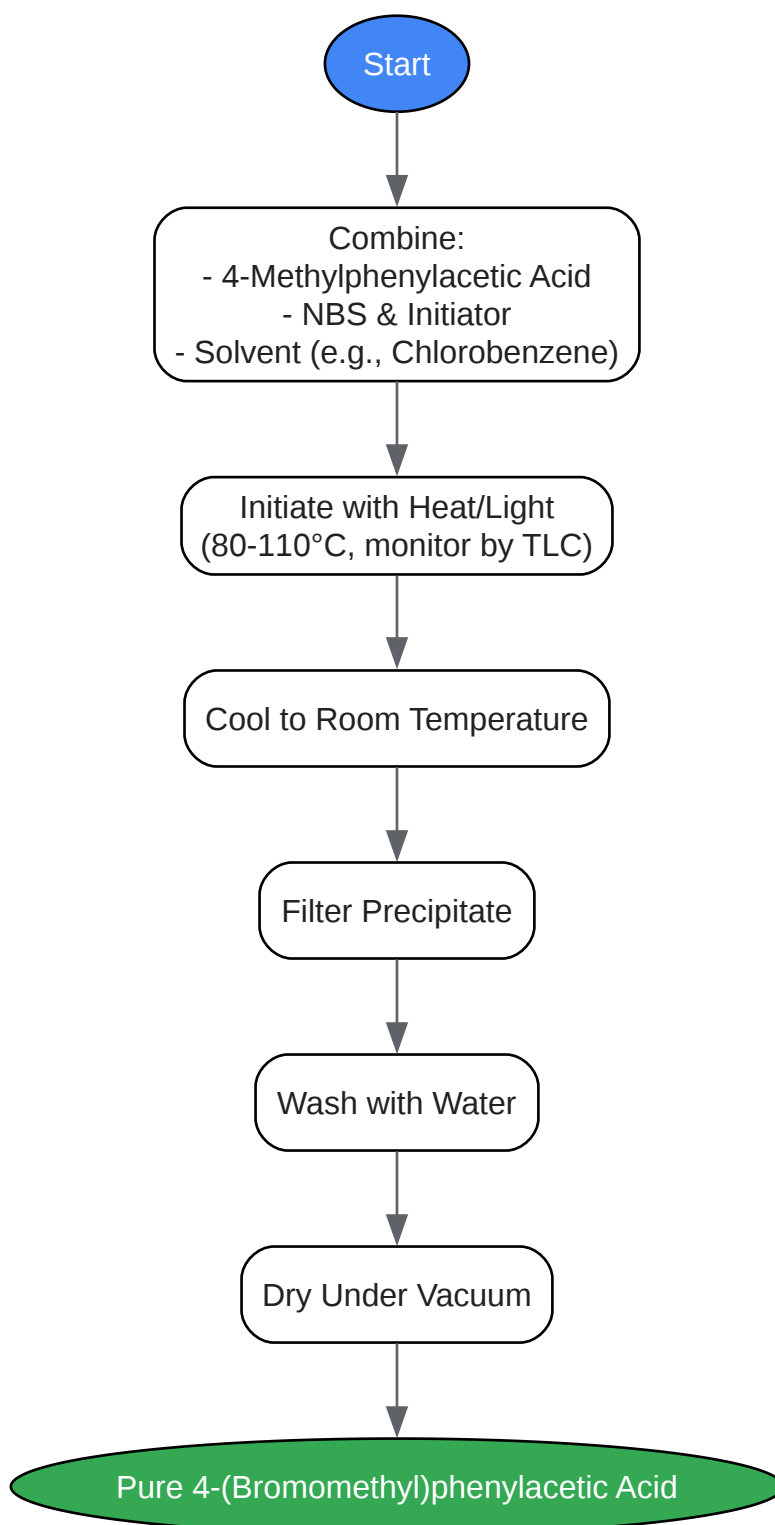 Start
Combine:
- 4-Methylphenylacetic Acid
- NBS & Initiator
- Solvent (e.g., Chlorobenzene)
Initiate with Heat/Light
(80-110°C, monitor by TLC)
Cool to Room Temperature
Filter Precipitate
Wash with Water
Dry Under Vacuum
Pure 4-(Bromomethyl)phenylacetic Acid